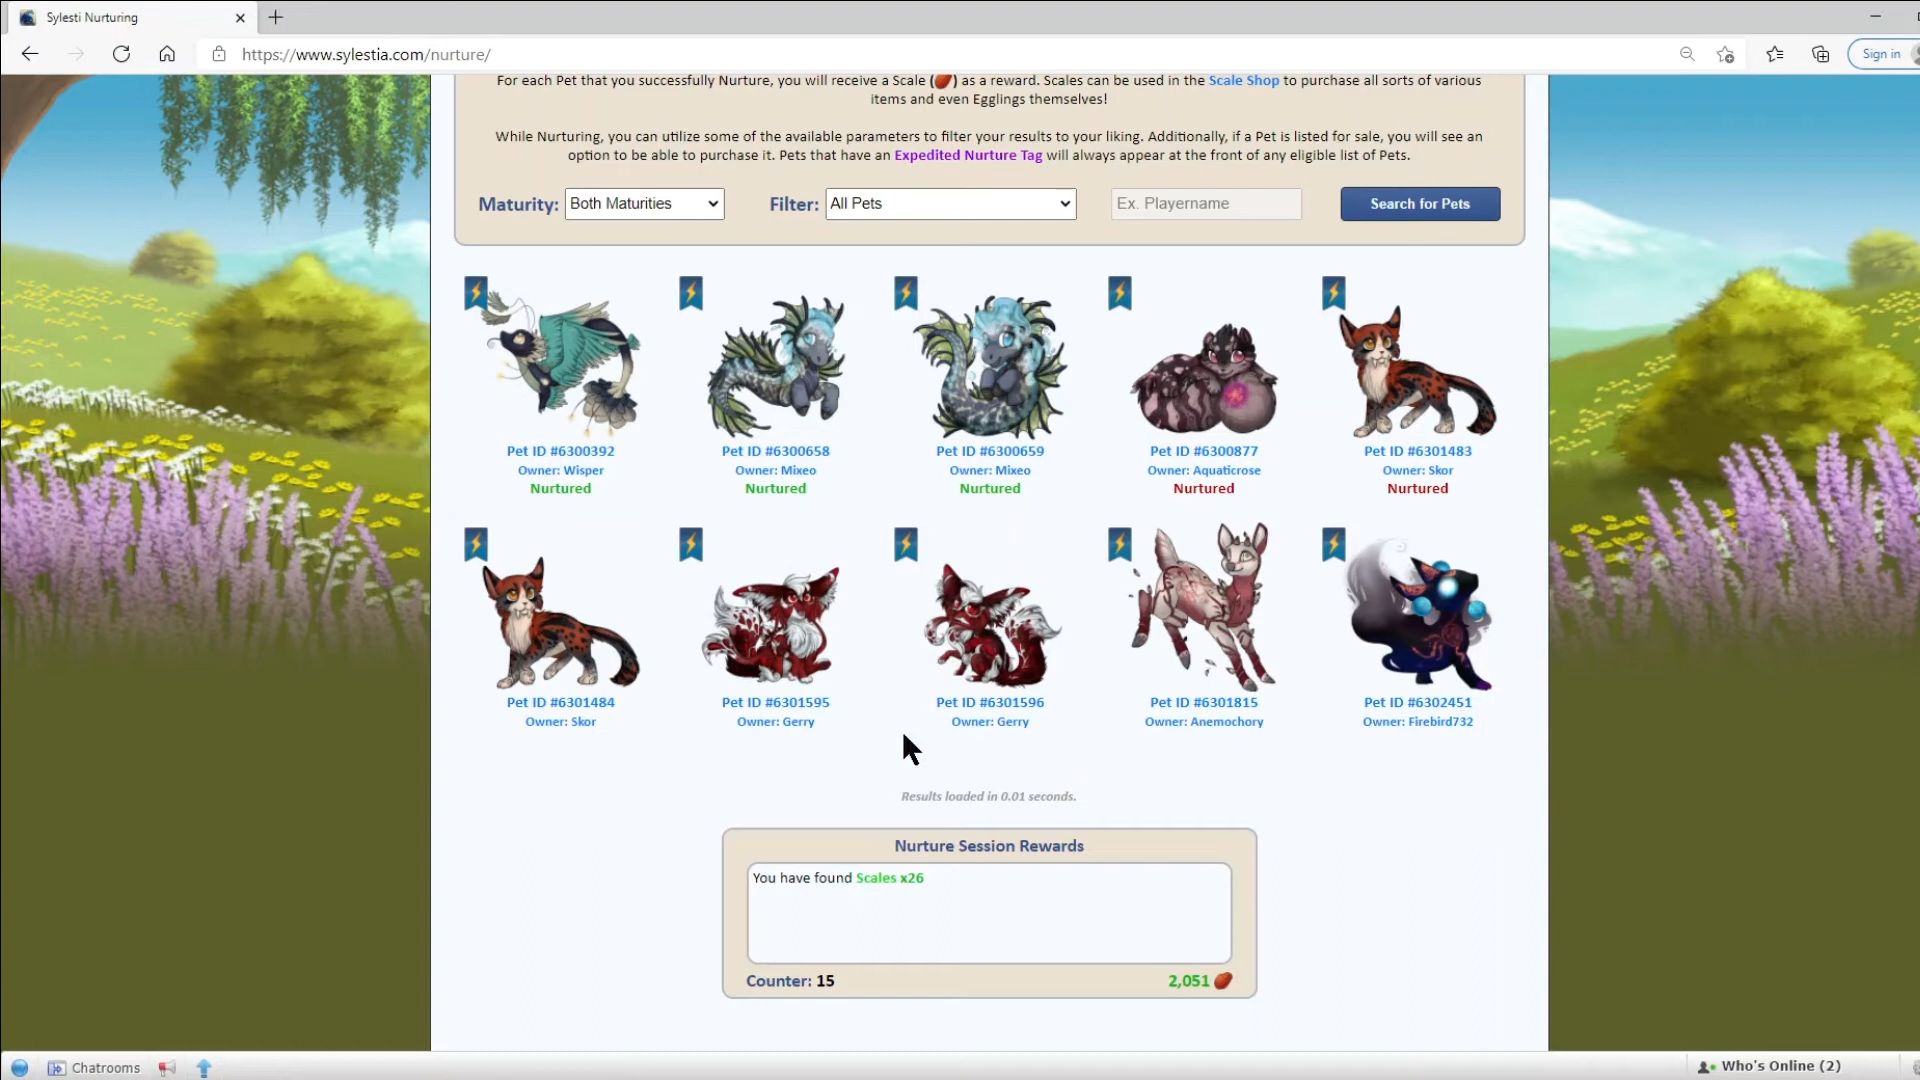 Sylesti Nurturing
https://www.sylestia.com/nurture/
Sign in
For each Pet that you successfully Nurture, you will receive a Scale ( ) as a reward. Scales can be used in the Scale Shop to purchase all sorts of various
items and even Egglings themselves!
While Nurturing, you can utilize some of the available parameters to filter your results to your liking. Additionally, if a Pet is listed for sale, you will see an
option to be able to purchase it. Pets that have an Expedited Nurture Tag will always appear at the front of any eligible list of Pets.
Maturity: Both Maturities Filter: All Pets Ex. Playername Search for Pets
Pet ID #6300392 Pet ID #6300658 Pet ID #6300659 Pet ID #6300877 Pet ID #6301483
Owner: Wisper Owner: Mixeo Owner: Mixeo Owner: Aquaticrose Owner: Skor
Nurtured Nurtured Nurtured Nurtured Nurtured
Pet ID #6301484 Pet ID #6301595 Pet ID #6301596 Pet ID #6301815 Pet ID #6302451
Owner: Skor Owner: Gerry Owner: Gerry Owner: Anemochory Owner: Firebird732
Results loaded in 0.01 seconds.
Nurture Session Rewards
You have found Scales x26
Counter: 15 2,051
Chatrooms Who's Online (2)